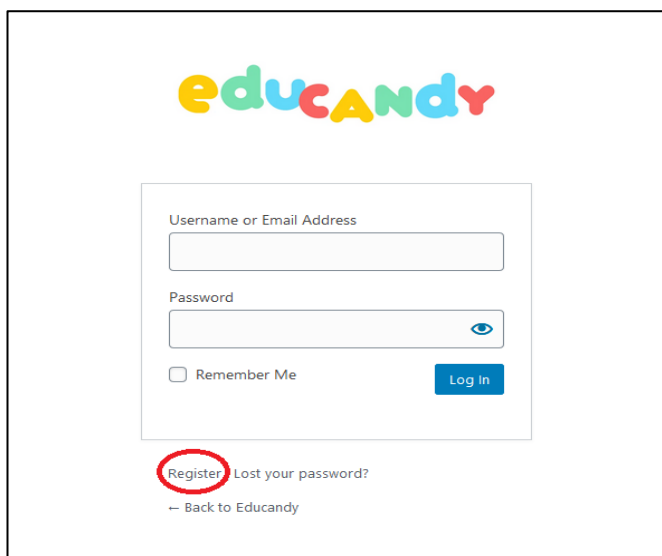 eduCANdY
Username or Email Address
Password
Remember Me
Log In
Register Lost your password?
← Back to Educandy